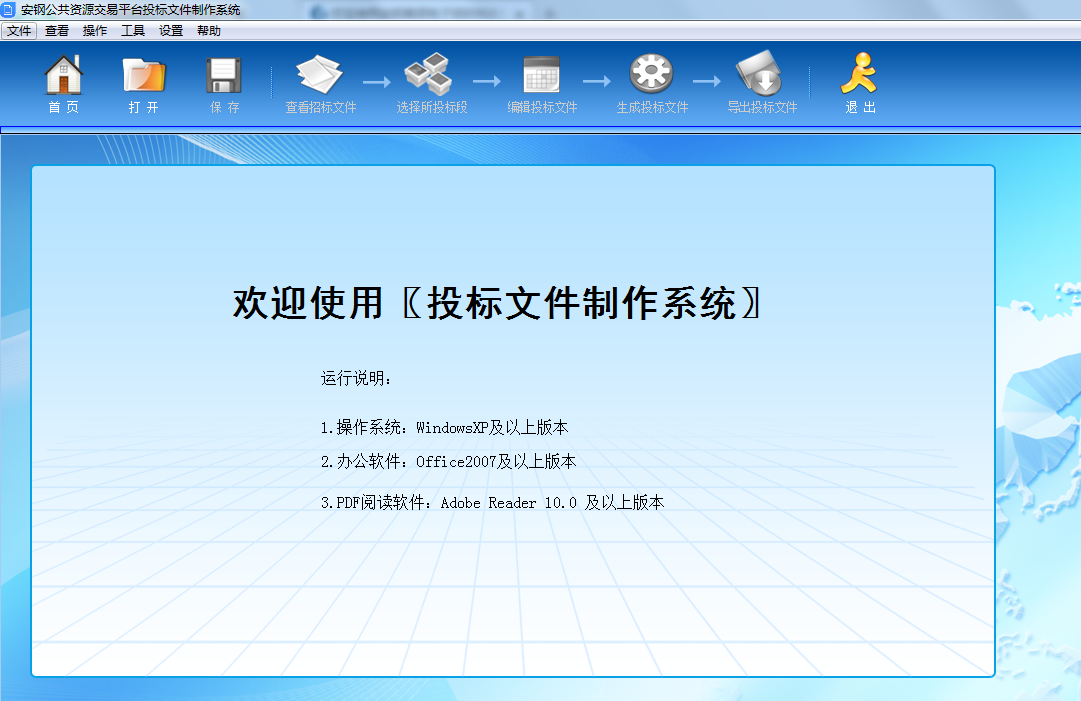 安钢公共资源交易平台投标文件制作系统
文件 查看 操作 工具 设置 帮助
首 页 打 开 保 存 查看招标文件 选择所投标段 编辑投标文件 生成投标文件 导出投标文件 退 出
欢迎使用〖投标文件制作系统〗
运行说明:
1.操作系统: WindowsXP及以上版本
2.办公软件: Office2007及以上版本
3.PDF阅读软件: Adobe Reader 10.0 及以上版本